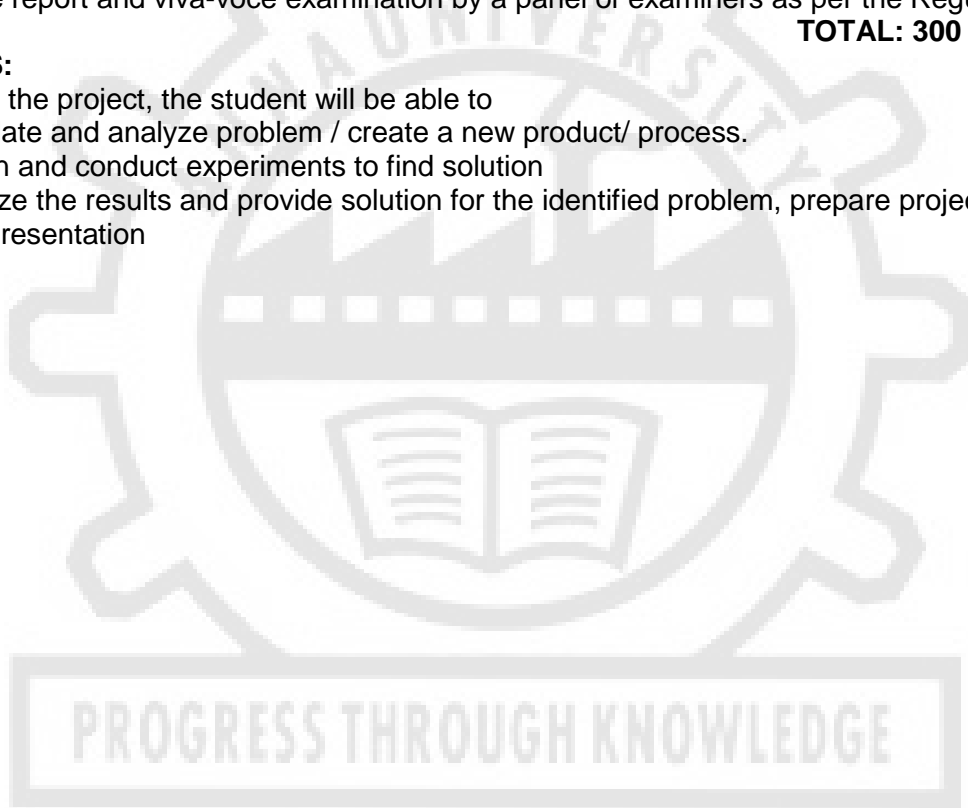 report and viva-voce examination by a panel of examiners as per the
TOTAL: 300
the project, the student will be able to
ate and analyze problem / create a new product/ process.
and conduct experiments to find solution
ze the results and provide solution for the identified problem, prepare
resentation
UNIVERSITY
PROGRESS THROUGH KNOWLEDGE